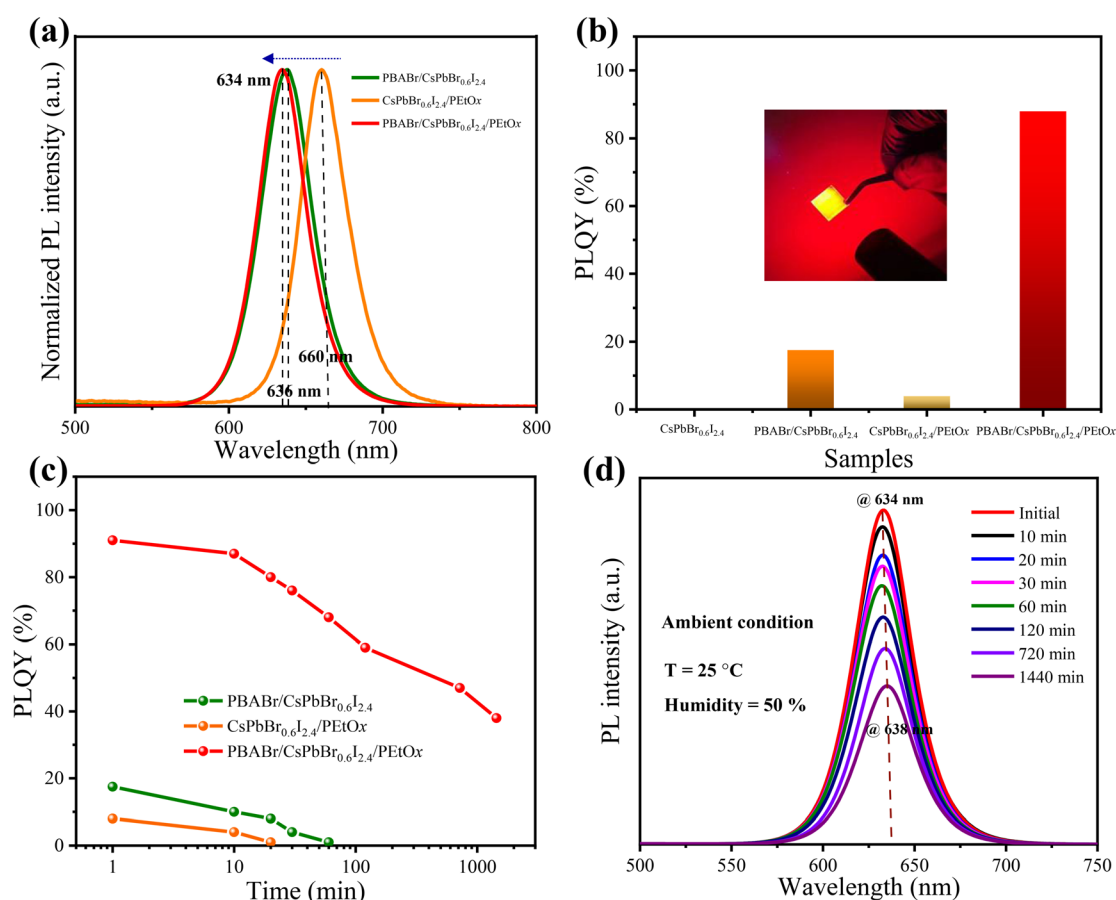 (a)
Normalized PL intensity (a.u.)
634 nm
PBABr/CsPbBr0.6I2.4
CsPbBr0.6I2.4/PEtOx
PBABr/CsPbBr0.6I2.4/PEtOx
660 nm
636 nm
500 600 700 800
Wavelength (nm)
(b)
PLQY (%)
100
80
60
40
20
0
CsPbBr0.6I2.4 PBABr/CsPbBr0.6I2.4 CsPbBr0.6I2.4/PEtOx PBABr/CsPbBr0.6I2.4/PEtOx
Samples
(c)
PLQY (%)
100
80
60
40
20
0
PBABr/CsPbBr0.6I2.4
CsPbBr0.6I2.4/PEtOx
PBABr/CsPbBr0.6I2.4/PEtOx
1 10 100 1000
Time (min)
(d)
PL intensity (a.u.)
@ 634 nm
Ambient condition
T = 25 °C
Humidity = 50 %
@ 638 nm
Initial
10 min
20 min
30 min
60 min
120 min
720 min
1440 min
500 550 600 650 700 750
Wavelength (nm)